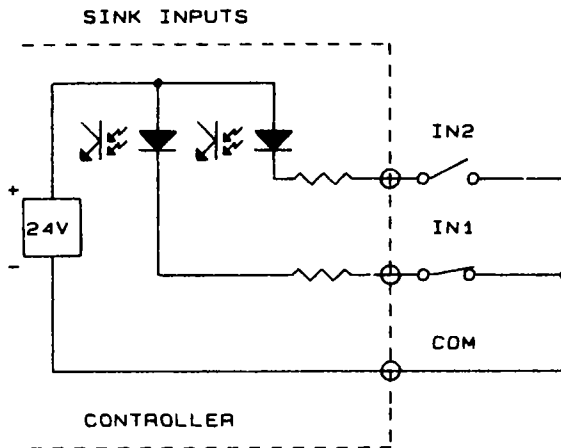 SINK INPUTS
IN2
+
24V
IN1
-
COM
CONTROLLER